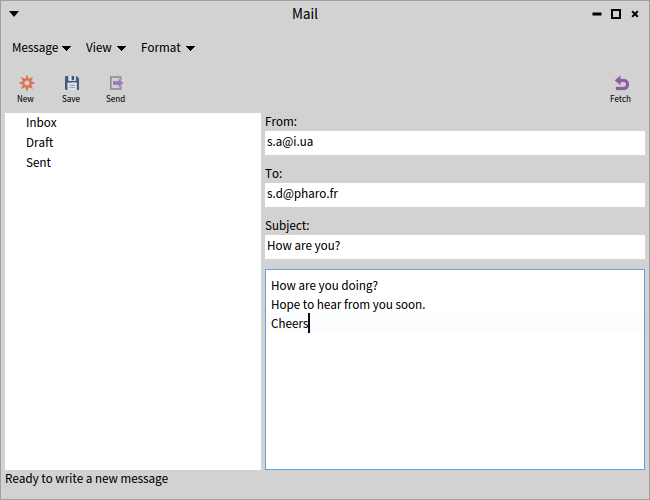 Mail
Message View Format
New Save Send Fetch
Inbox
Draft
Sent
From:
s.a@i.ua
To:
s.d@pharo.fr
Subject:
How are you?
How are you doing?
Hope to hear from you soon.
Cheers
Ready to write a new message